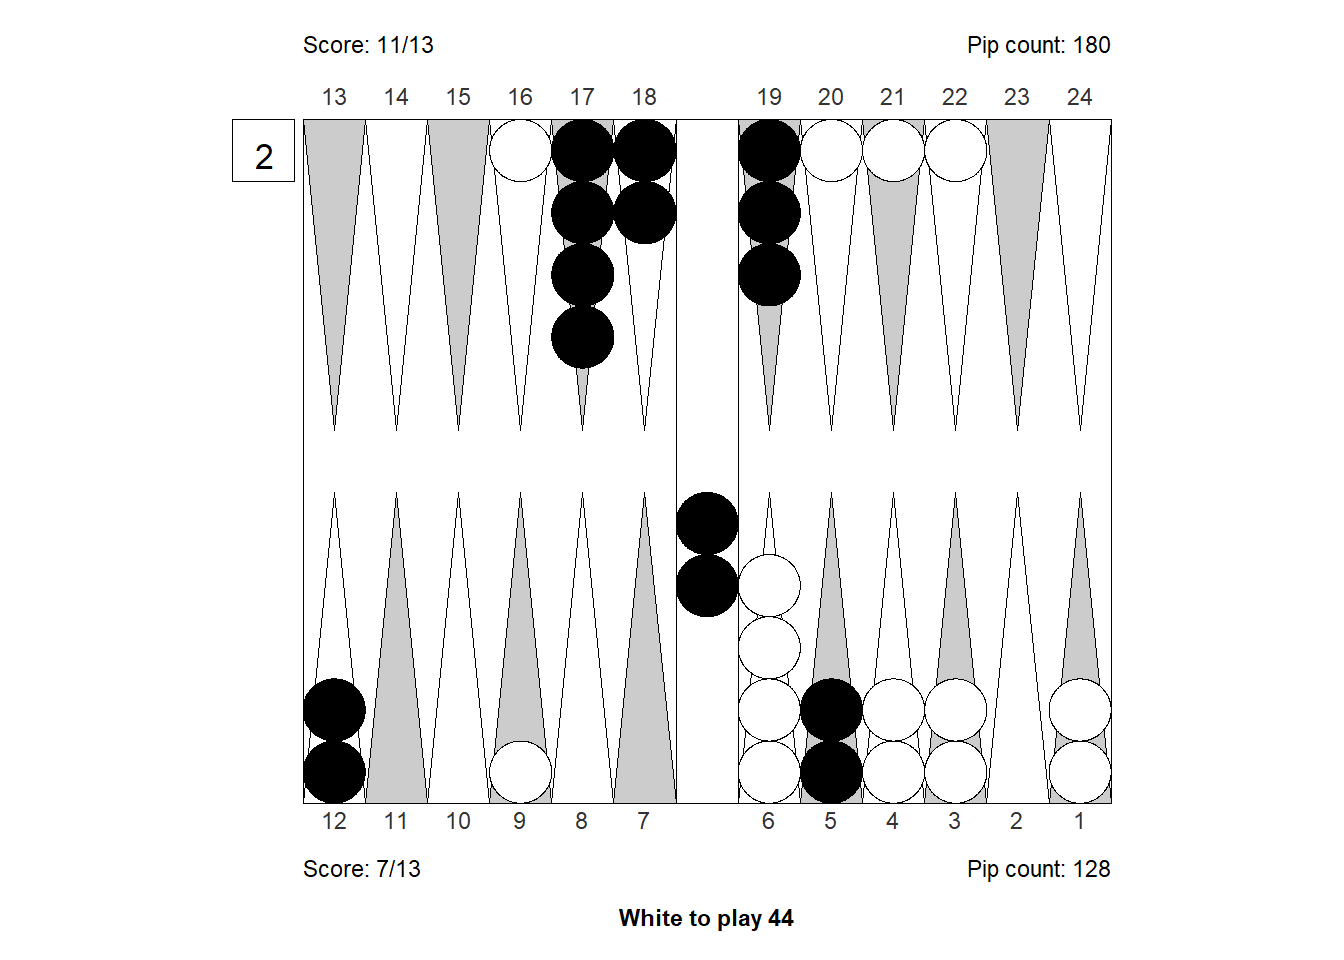 Score: 11/13 Pip count: 180
13 14 15 16 17 18 19 20 21 22 23 24
2
12 11 10 9 8 7 6 5 4 3 2 1
Score: 7/13 Pip count: 128
White to play 44